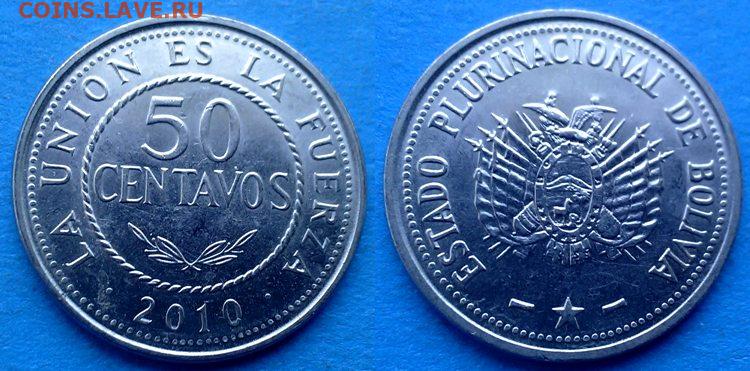 COINS.LAVE.RU
LA UNION ES LA FUERZA
50
CENTAVOS
2010
ESTADO PLURINACIONAL DE BOLIVIA